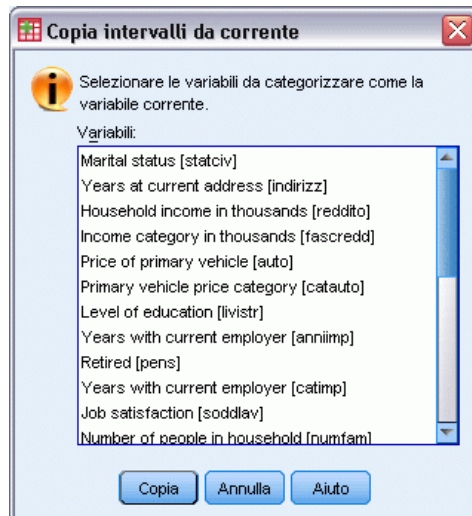 Copia intervalli da corrente
Selezionare le variabili da categorizzare come la
variabile corrente.
Variabili:
Marital status [statciv]
Years at current address [indirizz]
Household income in thousands [reddito]
Income category in thousands [fascredd]
Price of primary vehicle [auto]
Primary vehicle price category [catauto]
Level of education [livistr]
Years with current employer [anniimp]
Retired [pens]
Years with current employer [catimp]
Job satisfaction [soddlav]
Number of people in household [numfam]
Copia Annulla Aiuto